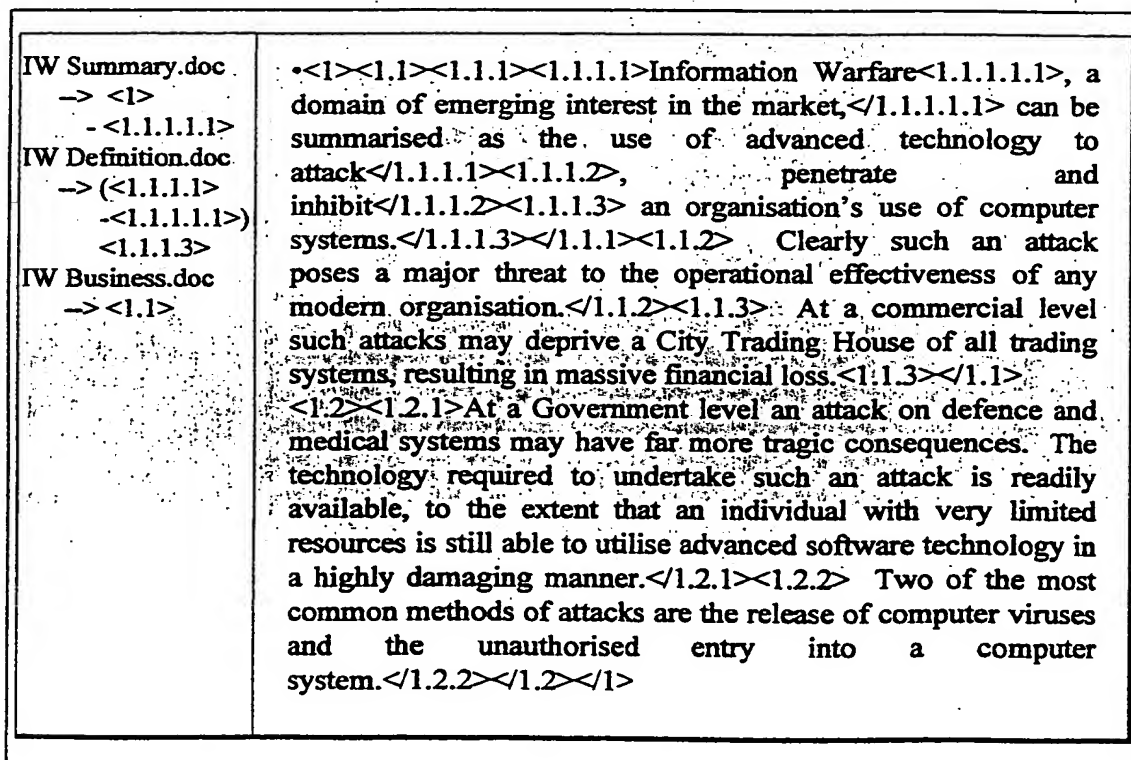 IW Summary.doc
–> <1>
- <1.1.1.1.1>
IW Definition.doc
–> (<1.1.1.1>
-<1.1.1.1.1>)
<1.1.1.3>
IW Business.doc
–> <1.1>
•<1><1.1><1.1.1><1.1.1.1>Information Warfare<1.1.1.1.1>, a
domain of emerging interest in the market,</1.1.1.1.1> can be
summarised as the use of advanced technology to
attack</1.1.1.1><1.1.1.2>, penetrate and
inhibit</1.1.1.2><1.1.1.3> an organisation's use of computer
systems.</1.1.1.3></1.1.1><1.1.2> Clearly such an attack
poses a major threat to the operational effectiveness of any
modern organisation.</1.1.2><1.1.3> At a commercial level
such attacks may deprive a City Trading House of all trading
systems, resulting in massive financial loss.<1.1.3></1.1>
<1.2><1.2.1>At a Government level an attack on defence and
medical systems may have far more tragic consequences. The
technology required to undertake such an attack is readily
available, to the extent that an individual with very limited
resources is still able to utilise advanced software technology in
a highly damaging manner.</1.2.1><1.2.2> Two of the most
common methods of attacks are the release of computer viruses
and the unauthorised entry into a computer
system.</1.2.2></1.2></1>